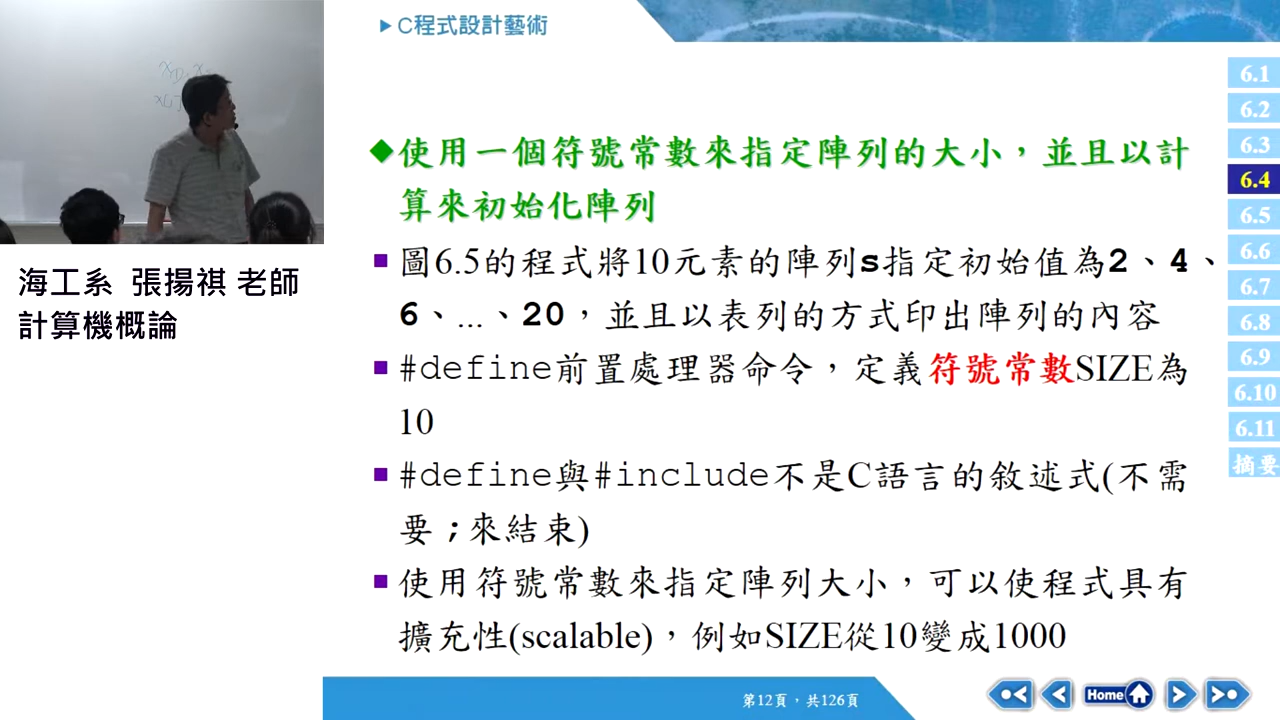 C程式設計藝術
海工系 張揚祺 老師
計算機概論
使用一個符號常數來指定陣列的大小，並且以計
算來初始化陣列
圖6.5的程式將10元素的陣列s指定初始值為2、4、
6、…、20，並且以表列的方式印出陣列的內容
#define前置處理器命令，定義符號常數SIZE為
10
#define與#include不是C語言的敘述式(不需
要;來結束)
使用符號常數來指定陣列大小，可以使程式具有
擴充性(scalable)，例如SIZE從10變成1000
6.1
6.2
6.3
6.4
6.5
6.6
6.7
6.8
6.9
6.10
6.11
摘要
第12頁，共126頁
Home